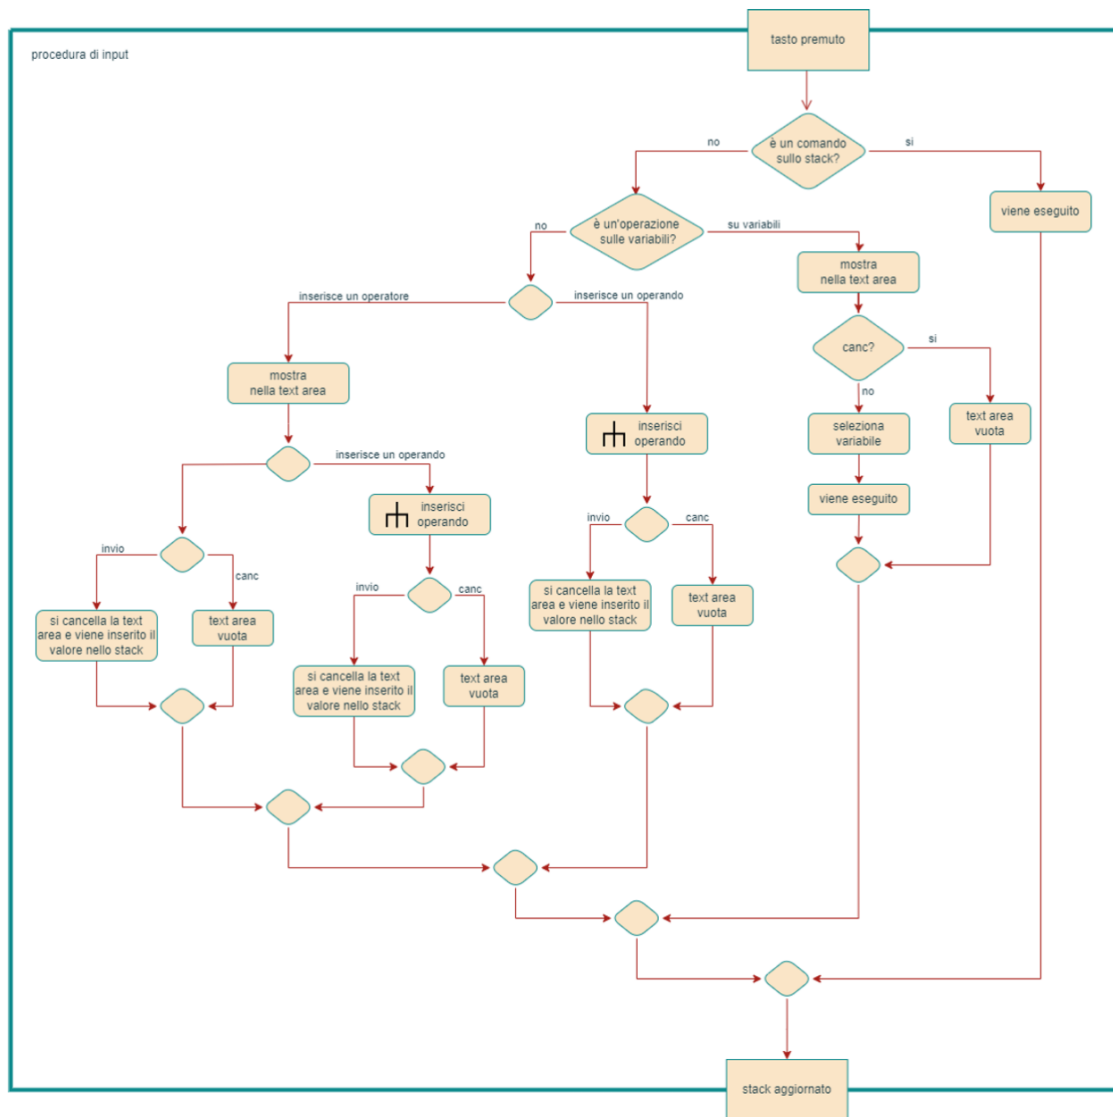 tasto premuto
procedura di input
è un comando
sullo stack?
no
si
viene eseguito
è un'operazione
sulle variabili?
no
su variabili
mostra
nella text area
inserisce un operatore
inserisce un operando
canc?
si
no
mostra
nella text area
text area
vuota
seleziona
variabile
inserisci
operando
inserisce un operando
viene eseguito
inserisci
operando
invio
canc
invio
canc
si cancella la text
area e viene inserito il
valore nello stack
text area
vuota
invio
canc
si cancella la text
area e viene inserito il
valore nello stack
text area
vuota
si cancella la text
area e viene inserito il
valore nello stack
text area
vuota
stack aggiornato